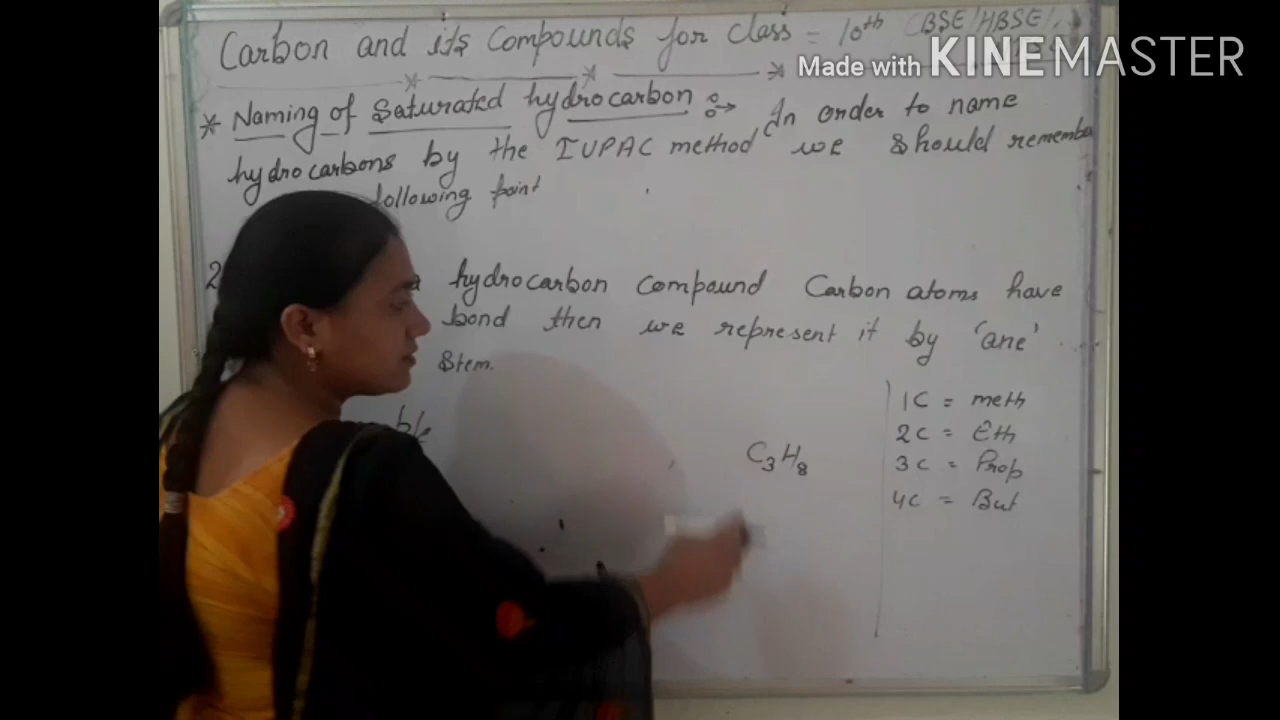 Carbon and its Compounds for class = 10th CBSE/HBSE/
Made with KINEMASTER
* Naming of Saturated hydrocarbon :→ In order to name
hydrocarbons by the IUPAC method we should remember
following point
2 a hydrocarbon compound Carbon atoms have
bond then we represent it by 'ane'
Stem.
C3H8
1C = meth
2C = Eth
3C = Prop
4C = But